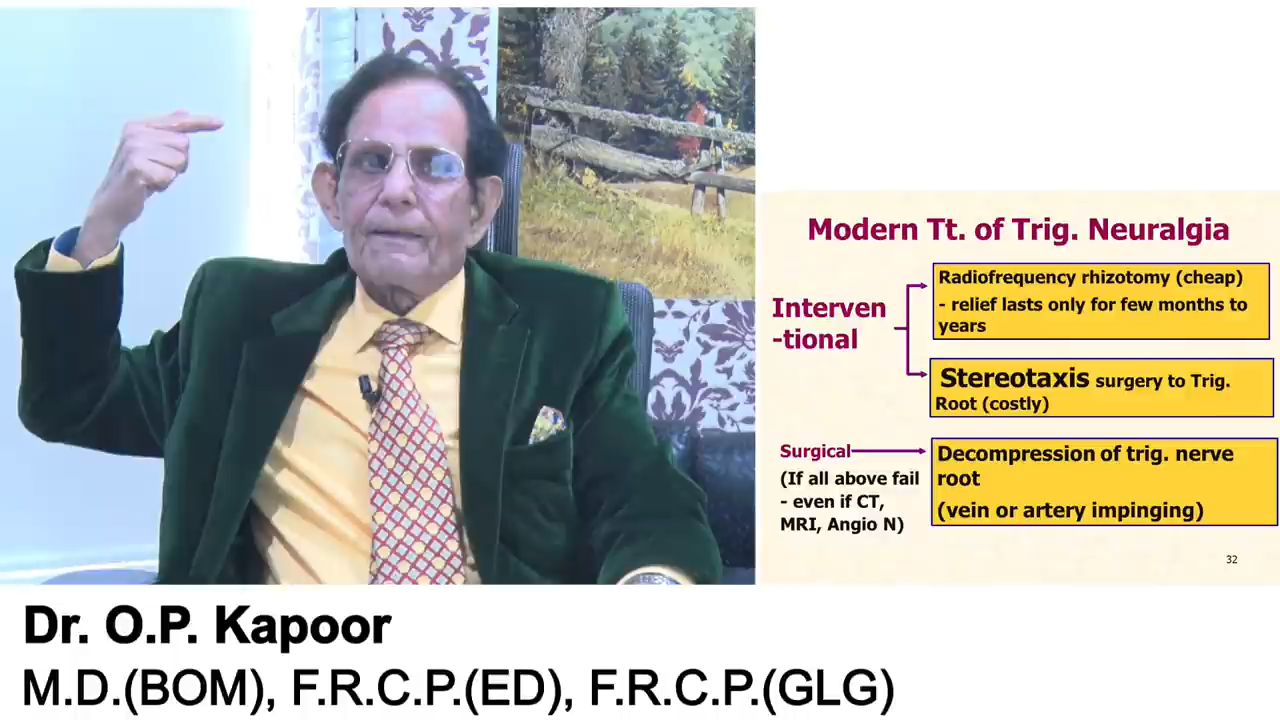 Modern Tt. of Trig. Neuralgia
Interven
-tional
Radiofrequency rhizotomy (cheap)
- relief lasts only for few months to
years
Stereotaxis surgery to Trig.
Root (costly)
Surgical
(If all above fail
- even if CT,
MRI, Angio N)
Decompression of trig. nerve
root
(vein or artery impinging)
32
Dr. O.P. Kapoor
M.D.(BOM), F.R.C.P.(ED), F.R.C.P.(GLG)